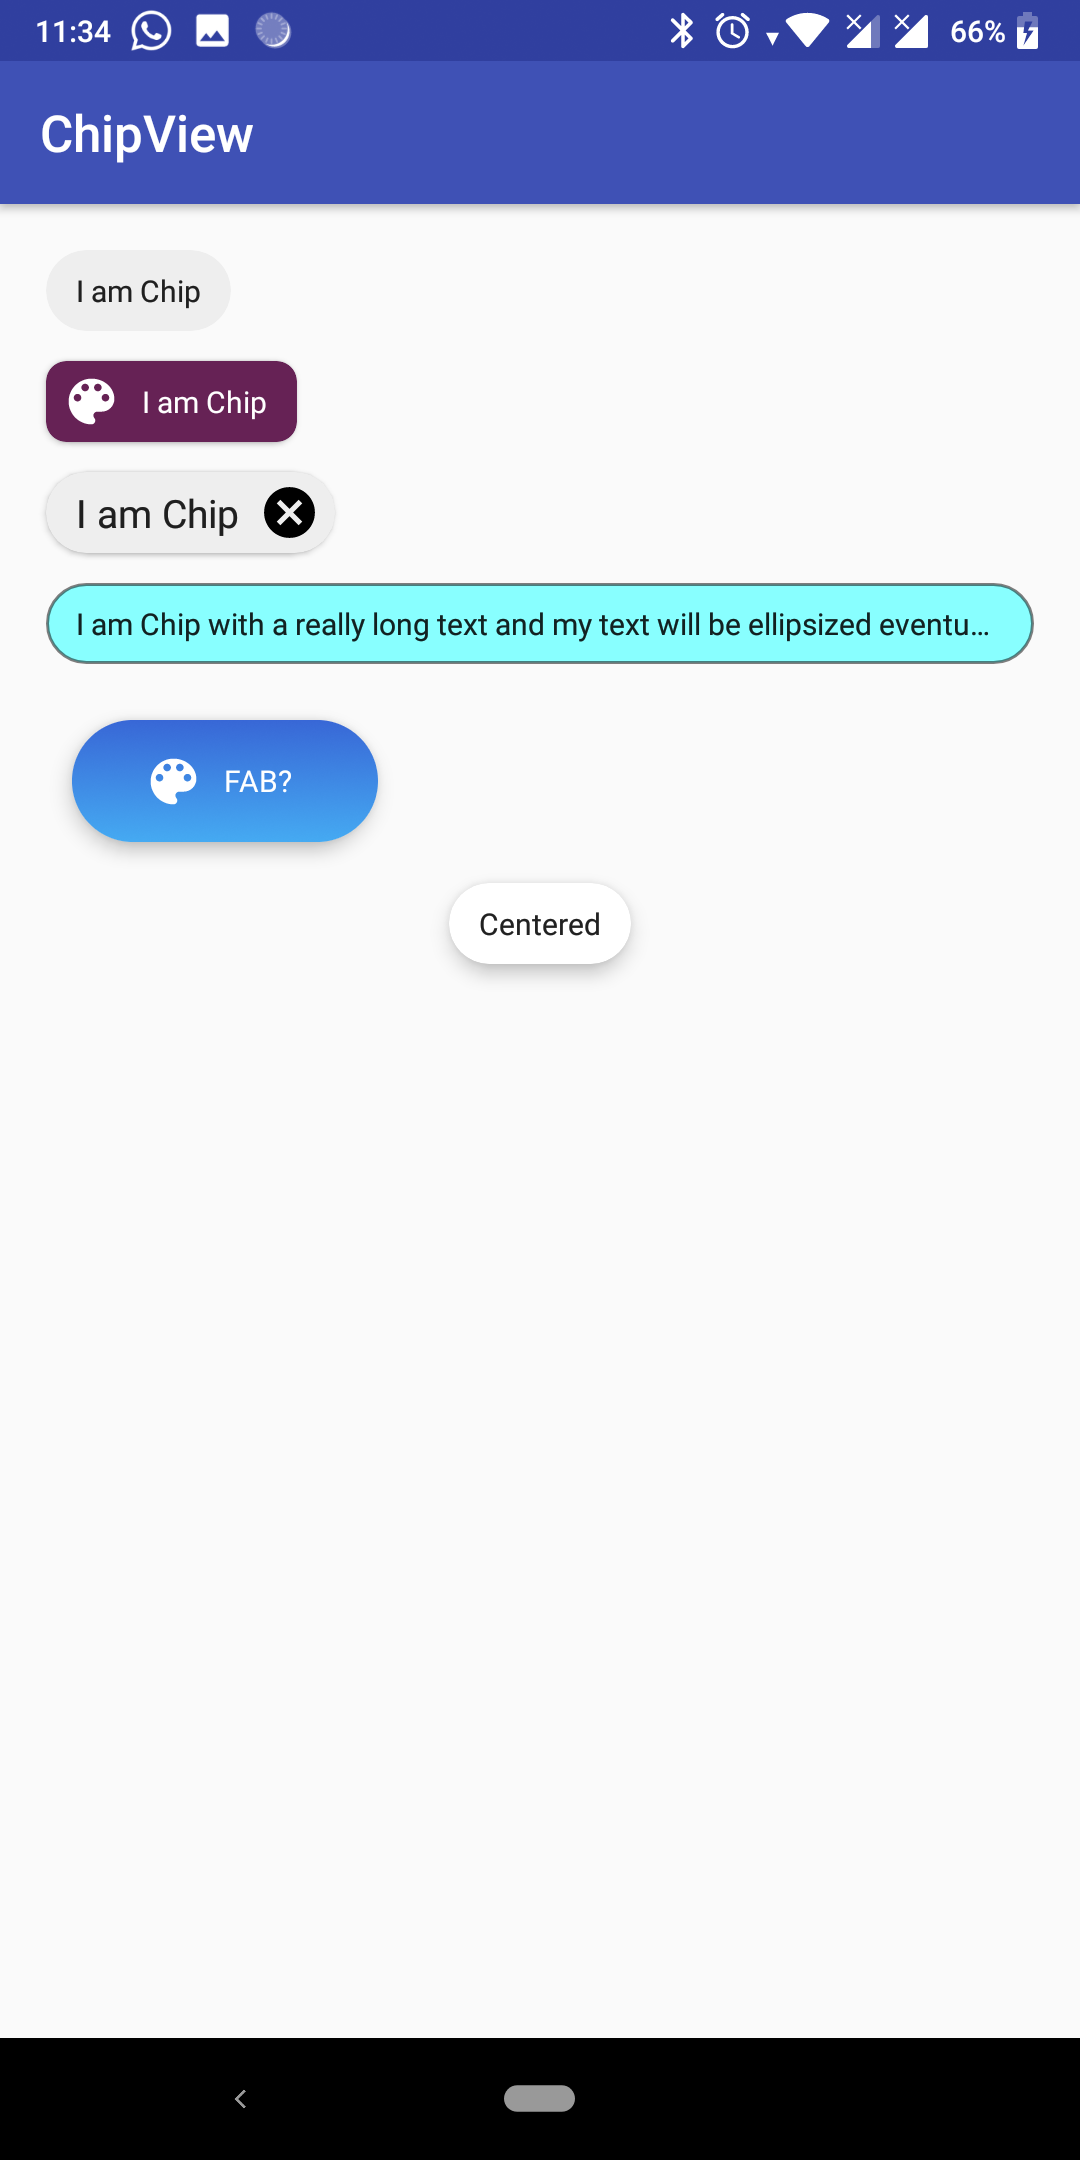 11:34 66%
ChipView
I am Chip
I am Chip
I am Chip
I am Chip with a really long text and my text will be ellipsized eventu...
FAB?
Centered